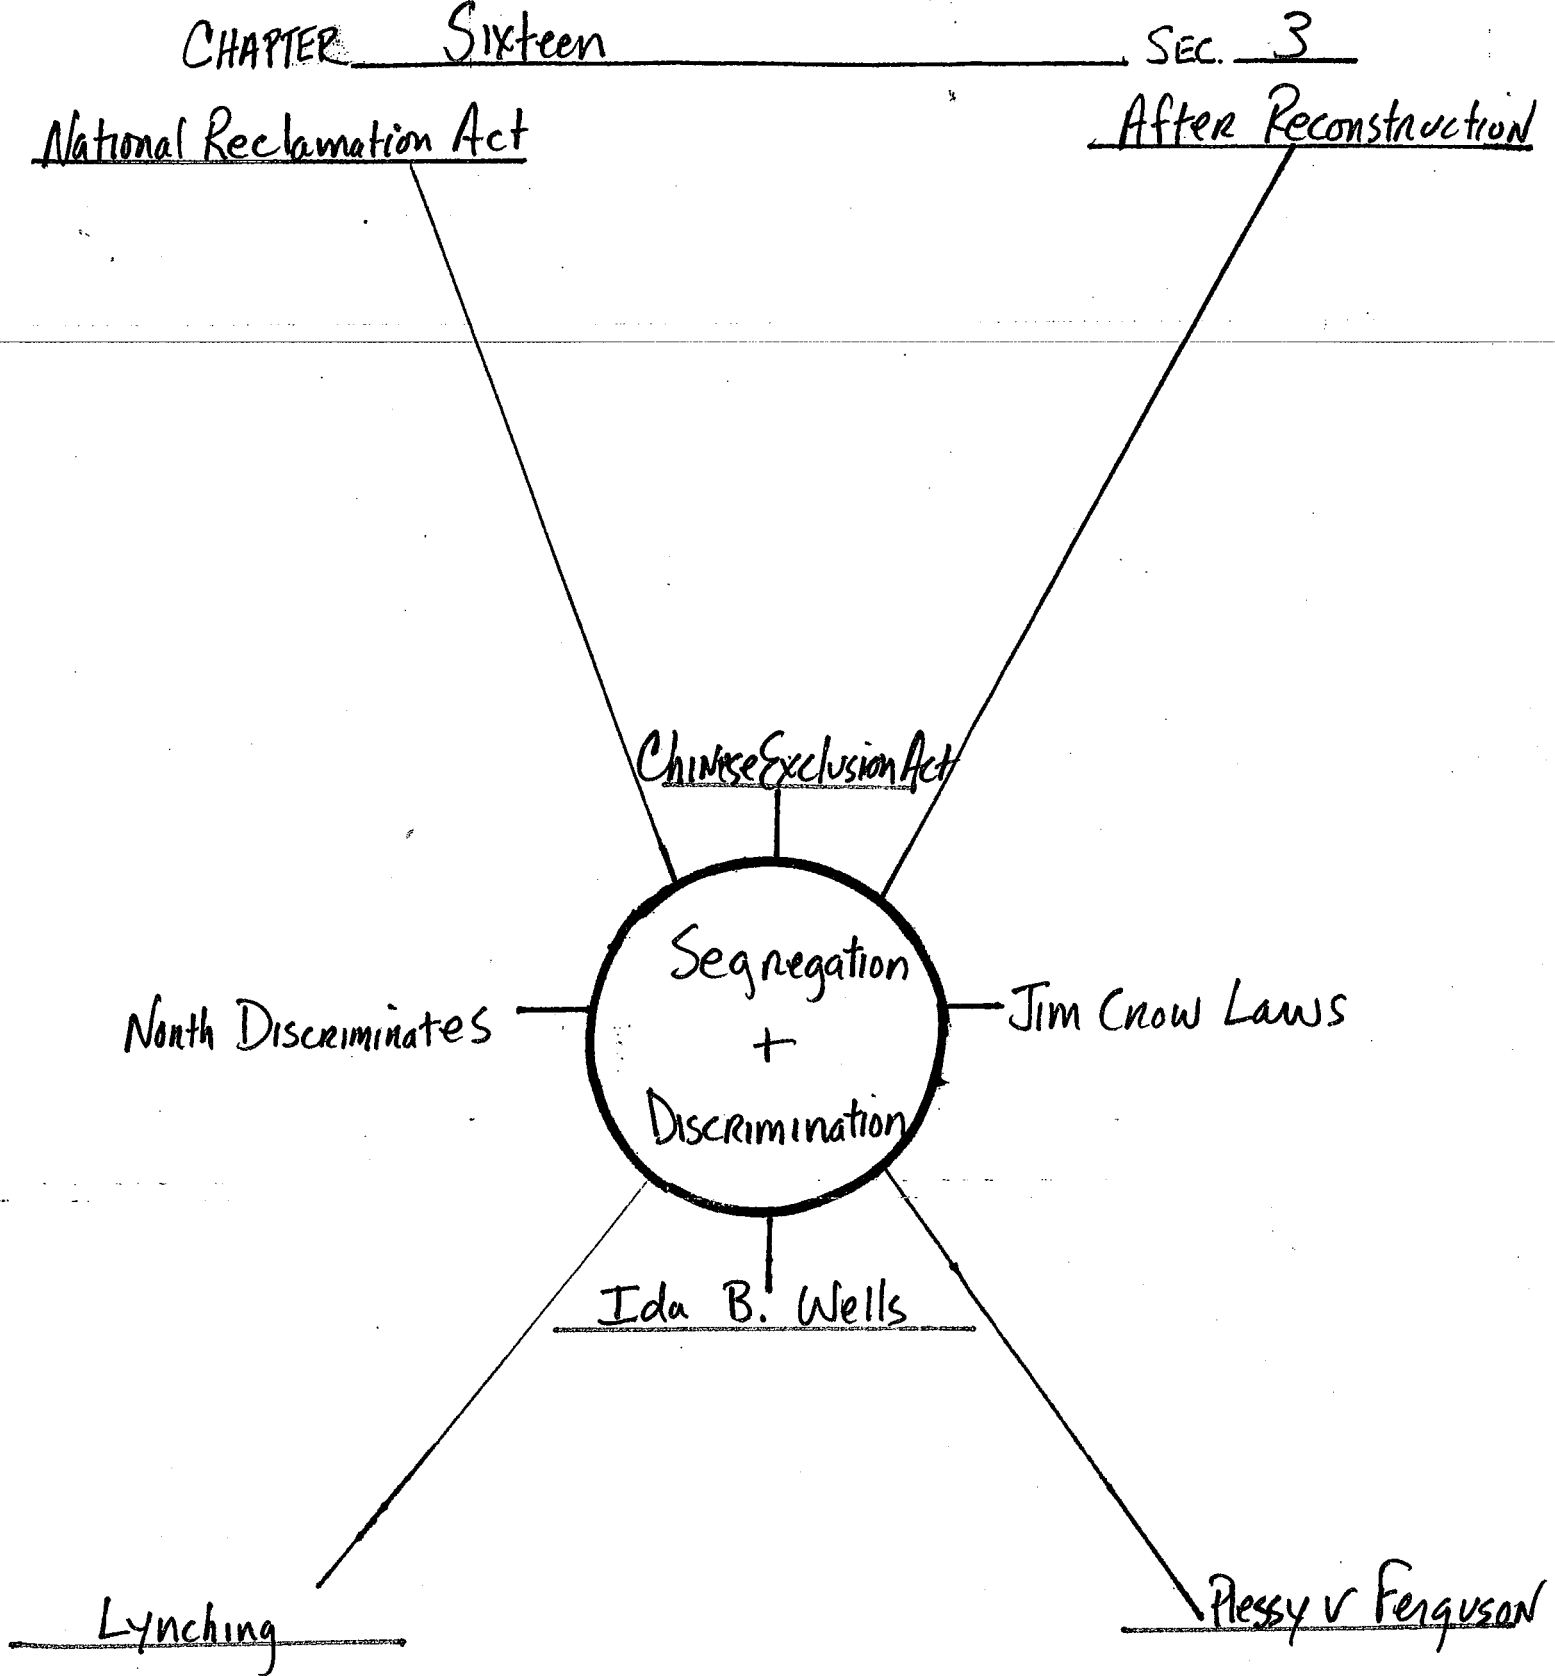 CHAPTER Sixteen SEC. 3
National Reclamation Act
After Reconstruction
Chinese Exclusion Act
Segregation
+
Discrimination
North Discriminates
Jim Crow Laws
Ida B. Wells
Lynching
Plessy v Ferguson